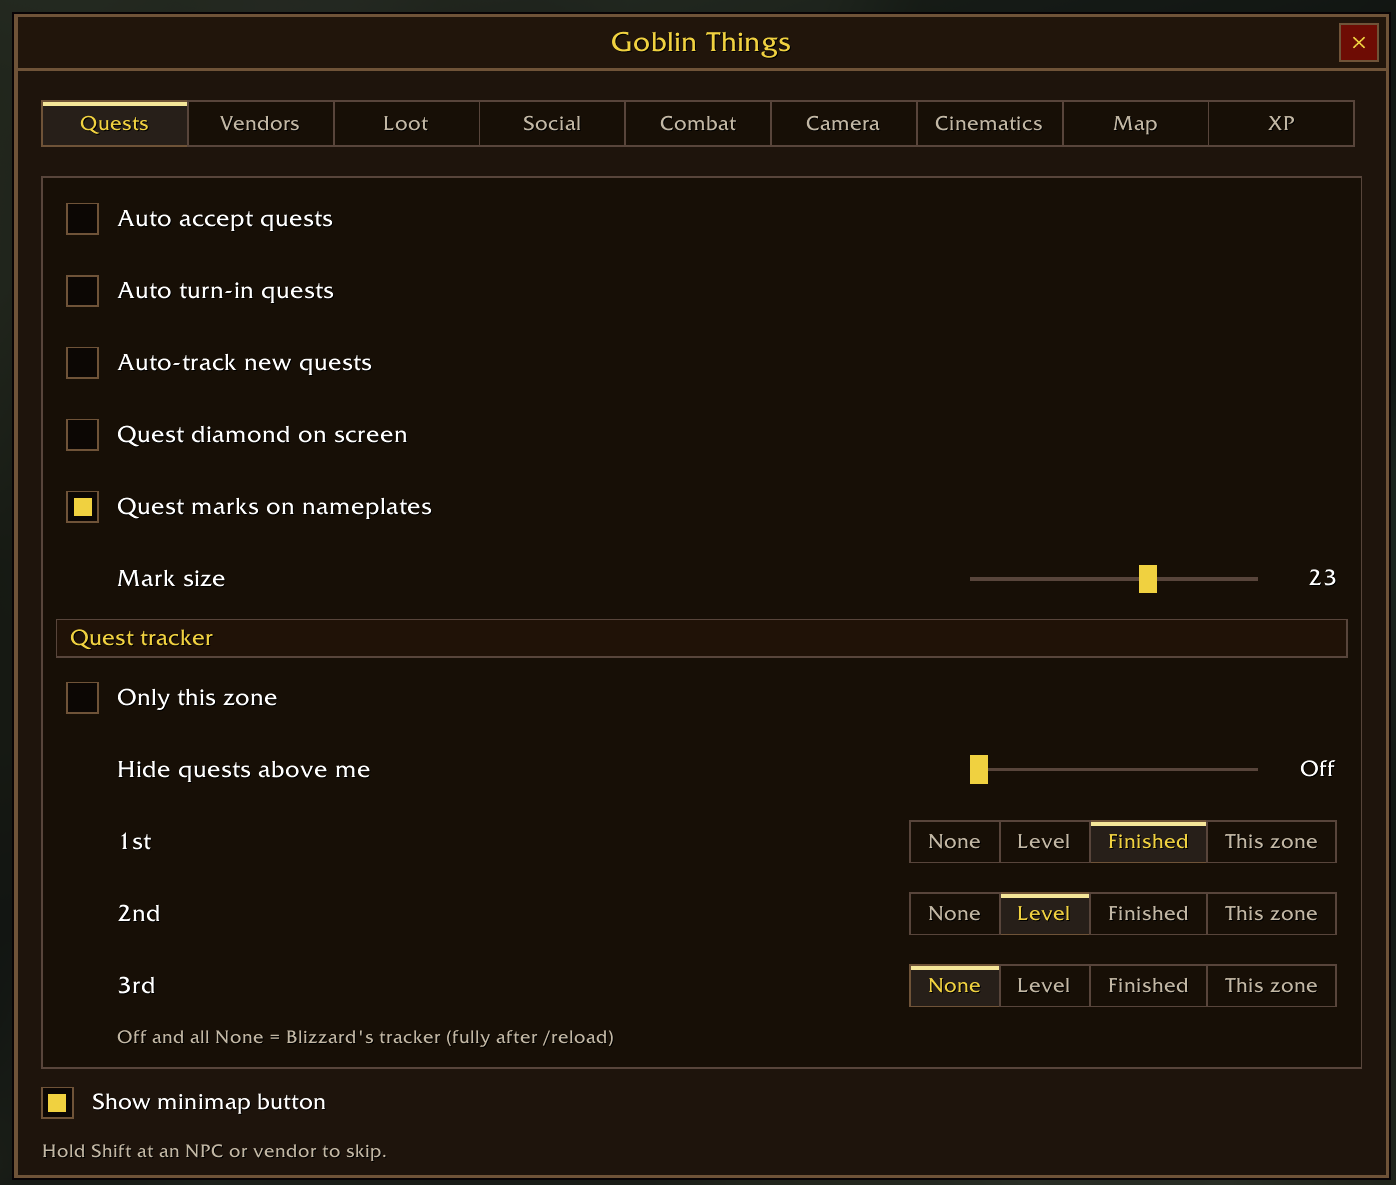 Goblin Things
×
Quests Vendors Loot Social Combat Camera Cinematics Map XP
Auto accept quests
Auto turn-in quests
Auto-track new quests
Quest diamond on screen
Quest marks on nameplates
Mark size 23
Quest tracker
Only this zone
Hide quests above me Off
1st None Level Finished This zone
2nd None Level Finished This zone
3rd None Level Finished This zone
Off and all None = Blizzard's tracker (fully after /reload)
Show minimap button
Hold Shift at an NPC or vendor to skip.